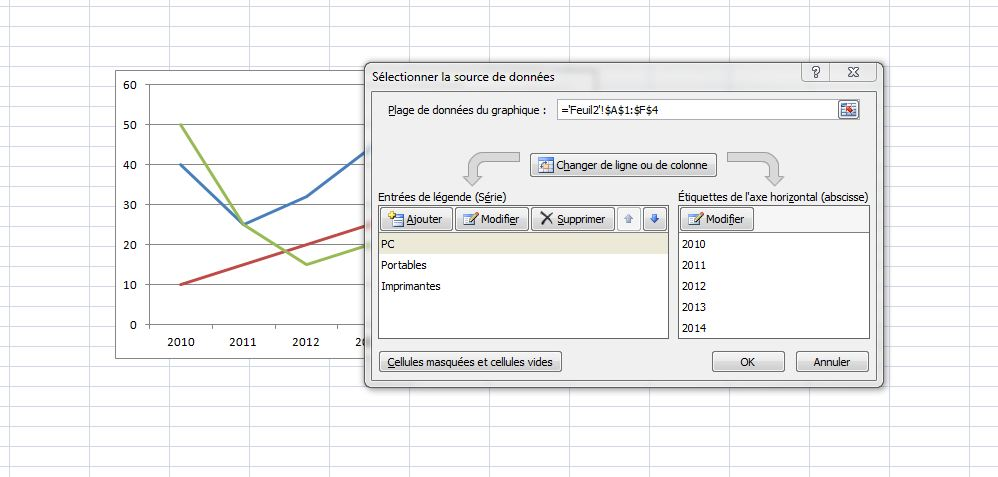 60
50
40
30
20
10
0
2010
2011
2012
Sélectionner la source de données
Plage de données du graphique :
='Feuil2'!$A$1:$F$4
Changer de ligne ou de colonne
Entrées de légende (Série)
Ajouter
Modifier
Supprimer
PC
Portables
Imprimantes
Étiquettes de l'axe horizontal (abscisse)
Modifier
2010
2011
2012
2013
2014
Cellules masquées et cellules vides
OK
Annuler